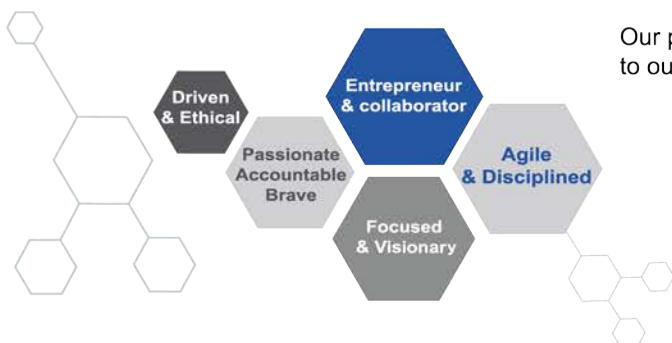 Our p
to ou
Driven
& Ethical
Entrepreneur
& collaborator
Passionate
Accountable
Brave
Agile
& Disciplined
Focused
& Visionary